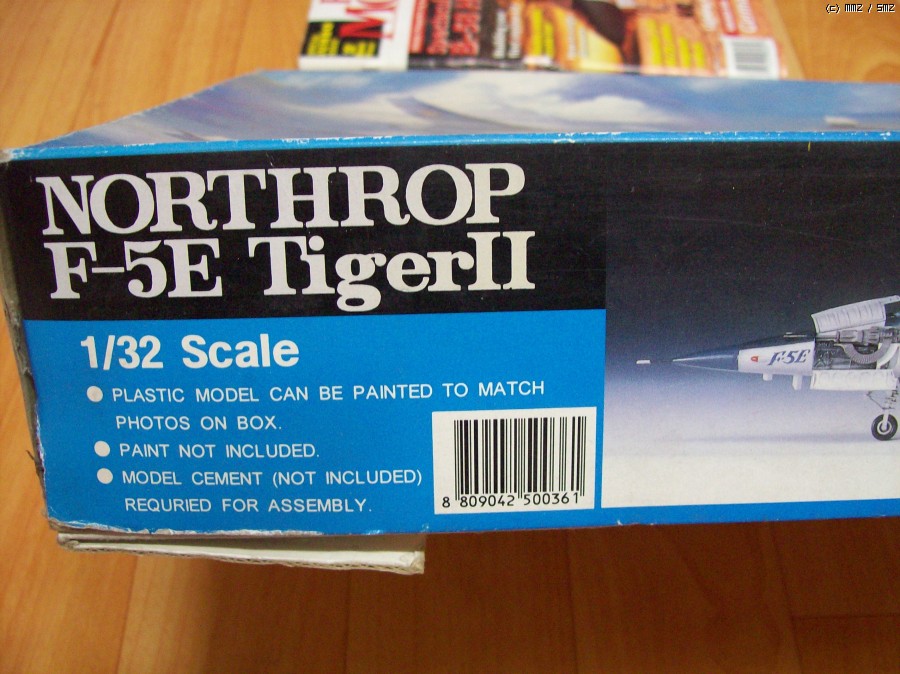 (c) MMZ / SMZ
NORTHROP
F-5E TigerII
1/32 Scale
PLASTIC MODEL CAN BE PAINTED TO MATCH
PHOTOS ON BOX.
PAINT NOT INCLUDED.
MODEL CEMENT (NOT INCLUDED)
REQURIED FOR ASSEMBLY.
8 809042 500361
F-5E